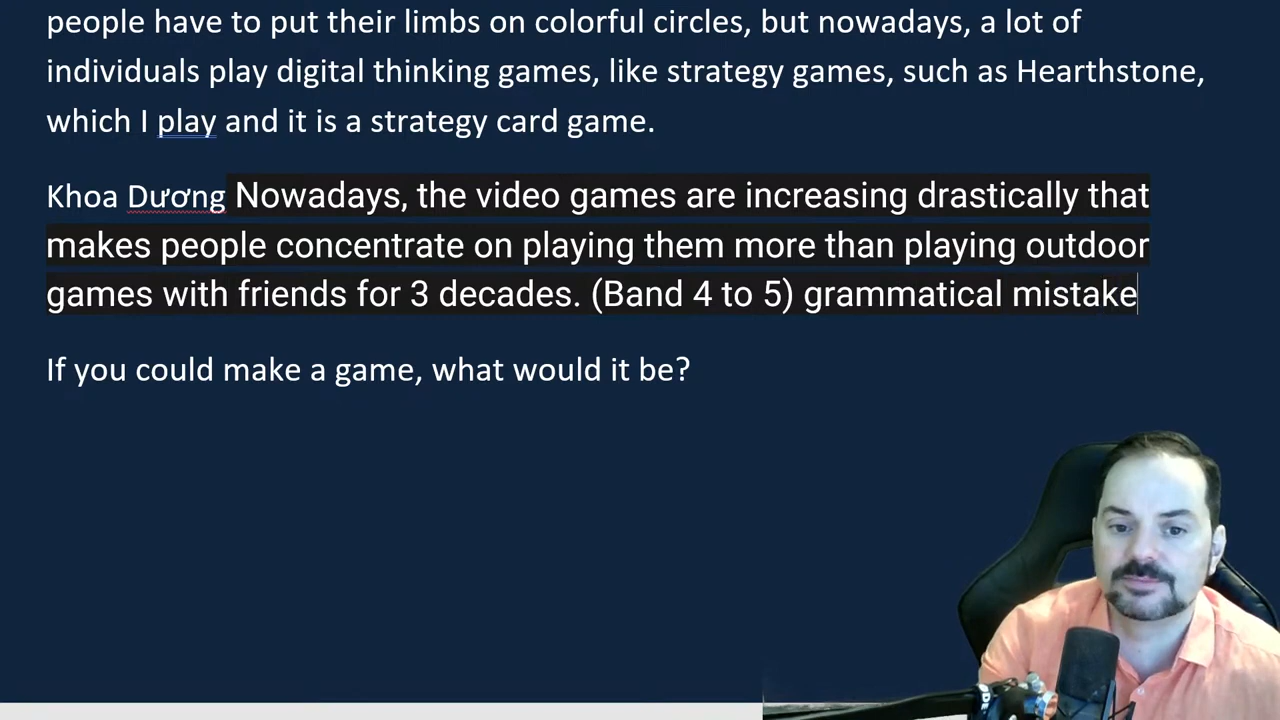 people have to put their limbs on colorful circles, but nowadays, a lot of
individuals play digital thinking games, like strategy games, such as Hearthstone,
which I play and it is a strategy card game.
Khoa Dương Nowadays, the video games are increasing drastically that
makes people concentrate on playing them more than playing outdoor
games with friends for 3 decades. (Band 4 to 5) grammatical mistake
If you could make a game, what would it be?